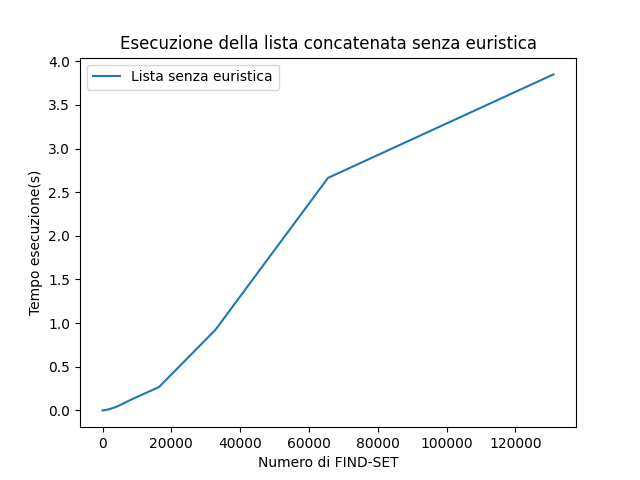 Esecuzione della lista concatenata senza euristica
Lista senza euristica
Tempo esecuzione(s)
4.0
3.5
3.0
2.5
2.0
1.5
1.0
0.5
0.0
0 20000 40000 60000 80000 100000 120000
Numero di FIND-SET